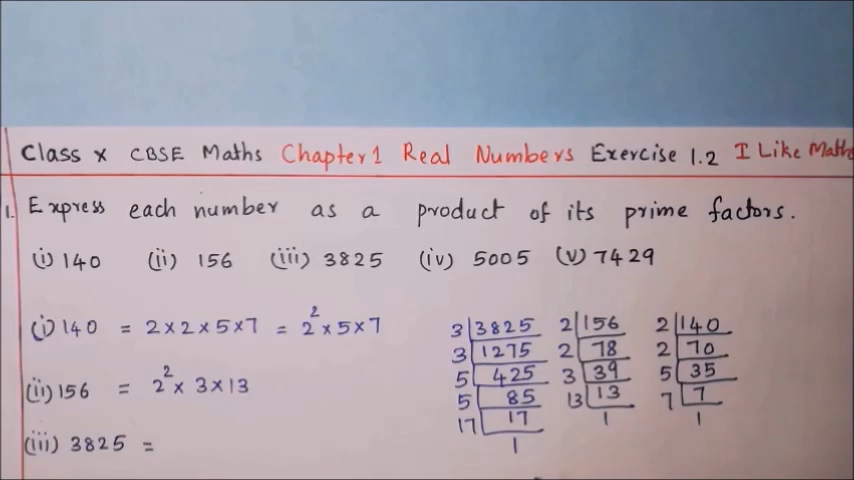 Class X CBSE Maths Chapter 1 Real Numbers Exercise 1.2 I Like Maths
1. Express each number as a product of its prime factors.
(i) 140 (ii) 156 (iii) 3825 (iv) 5005 (v) 7429
(i) 140 = 2 × 2 × 5 × 7 = 2² × 5 × 7
(ii) 156 = 2² × 3 × 13
(iii) 3825 =
3 3825
3 1275
5 425
5 85
17 17
1
2 156
2 78
3 39
13 13
1
2 140
2 70
5 35
7 7
1